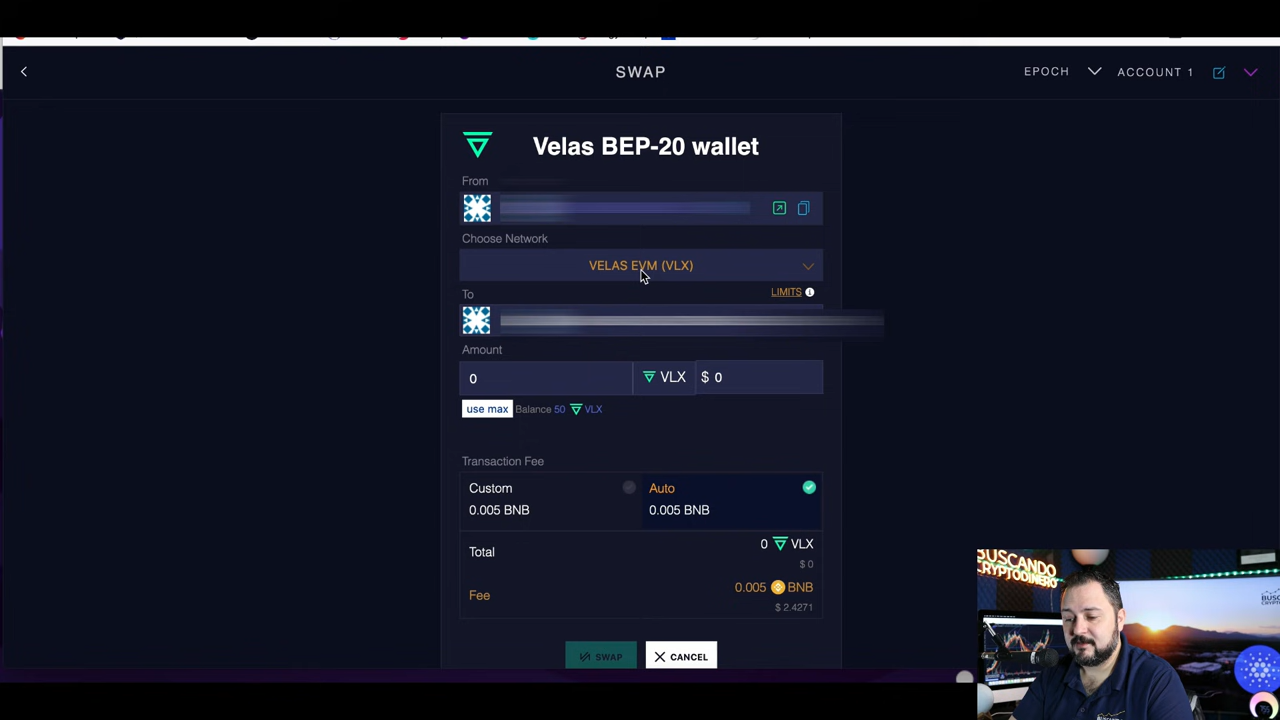 SWAP
EPOCH
ACCOUNT 1
Velas BEP-20 wallet
From
Choose Network
VELAS EVM (VLX)
To
LIMITS
Amount
0
VLX
$ 0
use max
Balance 50 VLX
Transaction Fee
Custom
0.005 BNB
Auto
0.005 BNB
Total
0 VLX
$ 0
Fee
0.005 BNB
$ 2.4271
SWAP
CANCEL
BUSCANDO
CRYPTODINERO